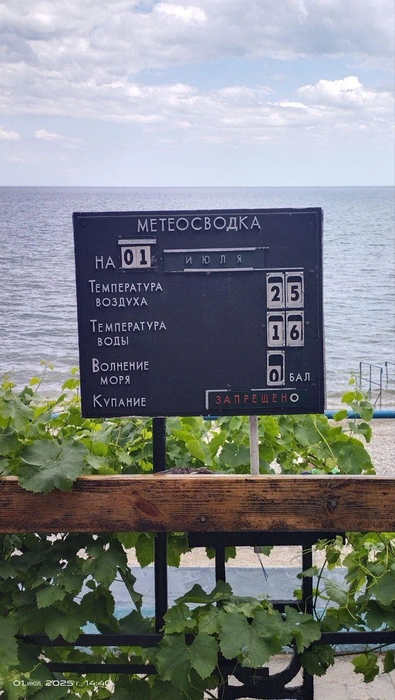 МЕТЕОСВОДКА
НА 01 ИЮЛЯ
ТЕМПЕРАТУРА ВОЗДУХА 25
ТЕМПЕРАТУРА ВОДЫ 16
ВОЛНЕНИЕ МОРЯ 0 БАЛ
КУПАНИЕ ЗАПРЕЩЕНО
01 июл. 2025 г., 14:40